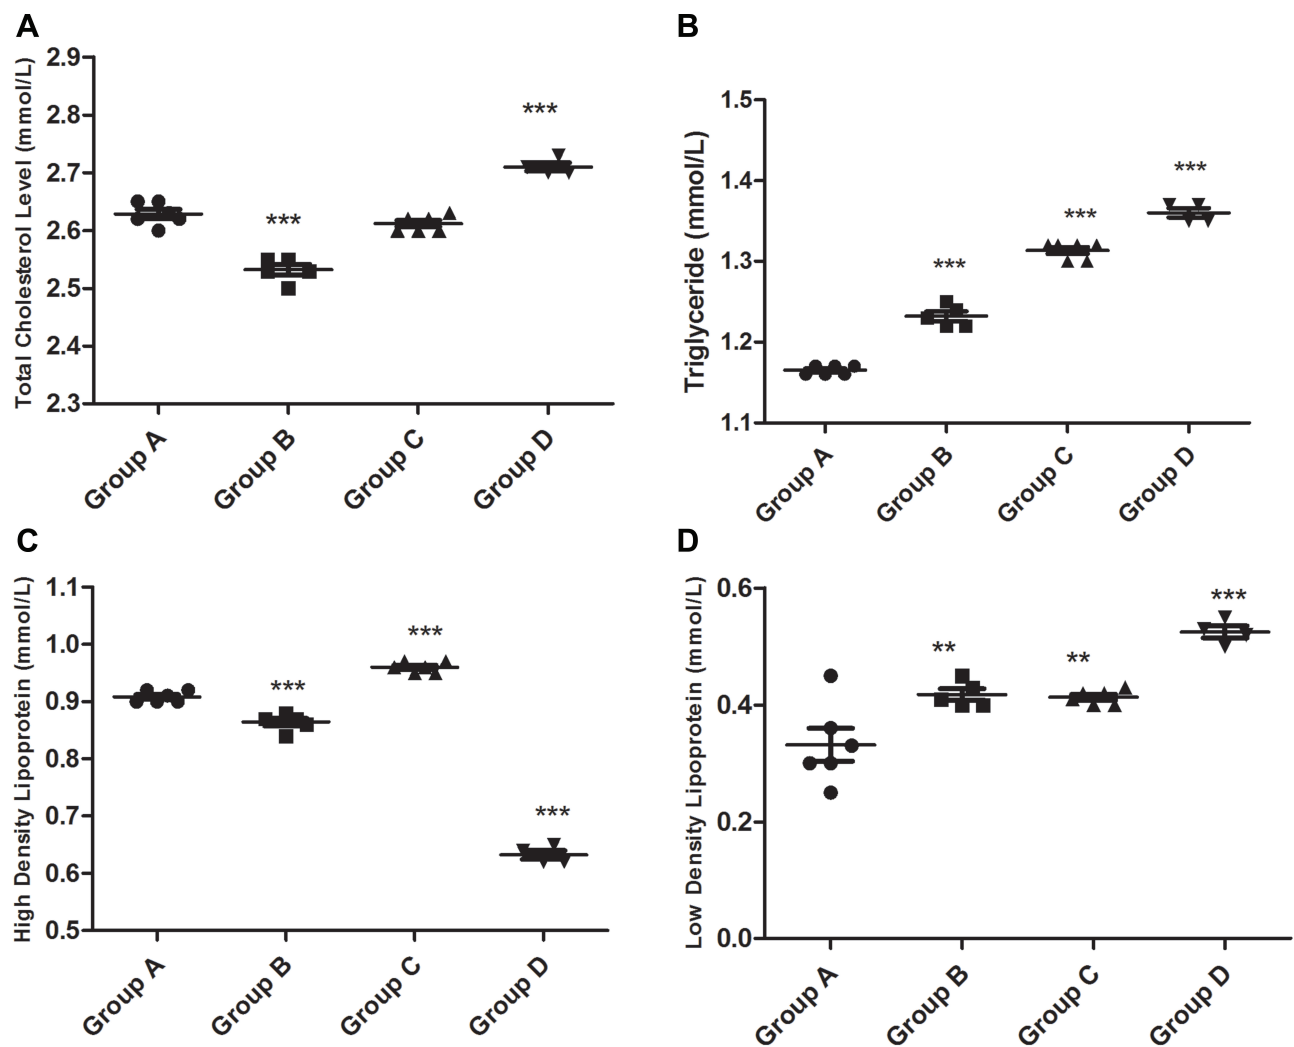 A
Total Cholesterol Level (mmol/L)
2.9
2.8
2.7
2.6
2.5
2.4
2.3
***
***
Group A
Group B
Group C
Group D
B
Triglyceride (mmol/L)
1.5
1.4
1.3
1.2
1.1
***
***
***
Group A
Group B
Group C
Group D
C
High Density Lipoprotein (mmol/L)
1.1
1.0
0.9
0.8
0.7
0.6
0.5
***
***
***
Group A
Group B
Group C
Group D
D
Low Density Lipoprotein (mmol/L)
0.6
0.4
0.2
0.0
**
**
***
Group A
Group B
Group C
Group D